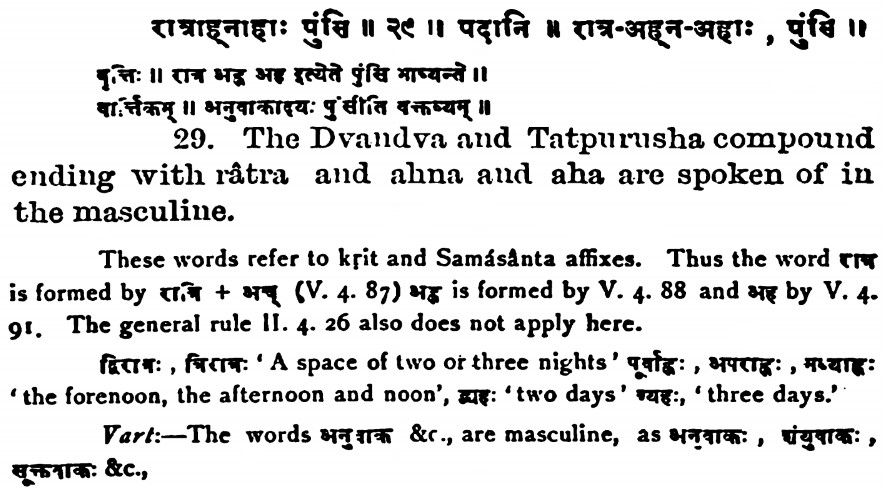 रात्राह्नाहाः पुंसि ॥ २९ ॥ पदानि ॥ रात्र-अह्न-अहाः , पुंसि ॥
वृत्तिः ॥ रात्र अह्न अह इत्येते पुंसि भाष्यन्ते ॥
वार्त्तिकम् ॥ अनुवाकादयः पुंसीति वक्तव्यम् ॥
29. The Dvandva and Tatpurusha compound
ending with râtra and ahna and aha are spoken of in
the masculine.
These words refer to kṛit and Samásânta affixes. Thus the word रात्र
is formed by रात्रि + अच् (V. 4. 87) अह्न is formed by V. 4. 88 and अह by V. 4.
91. The general rule II. 4. 26 also does not apply here.
द्विरात्रः , त्रिरात्रः ‘ A space of two or three nights ’ पूर्वाह्णः , अपराह्णः , मध्याह्नः
‘ the forenoon, the afternoon and noon’, द्व्यहः ‘ two days ’ त्र्यहः, ‘ three days.’
Vart:—The words अनुवाक &c., are masculine, as अनुवाकः , शंयुवाकः ,
सूक्तवाकः &c.,